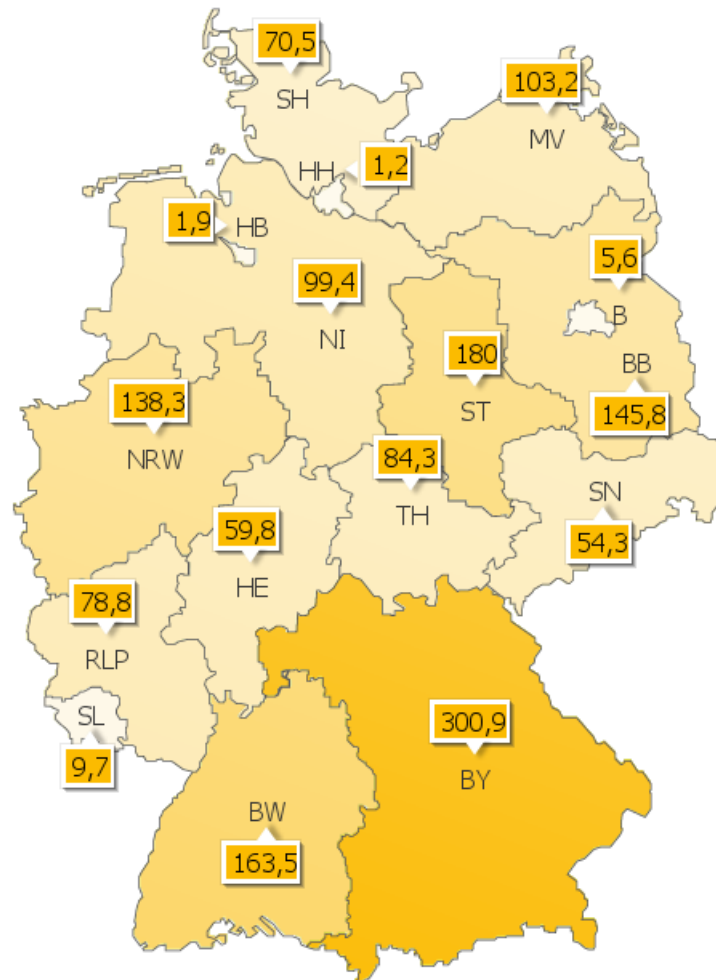 70,5
SH
103,2
MV
HH
1,2
1,9
HB
5,6
B
99,4
NI
180
ST
BB
145,8
138,3
NRW
84,3
TH
SN
54,3
59,8
HE
78,8
RLP
SL
9,7
300,9
BY
BW
163,5